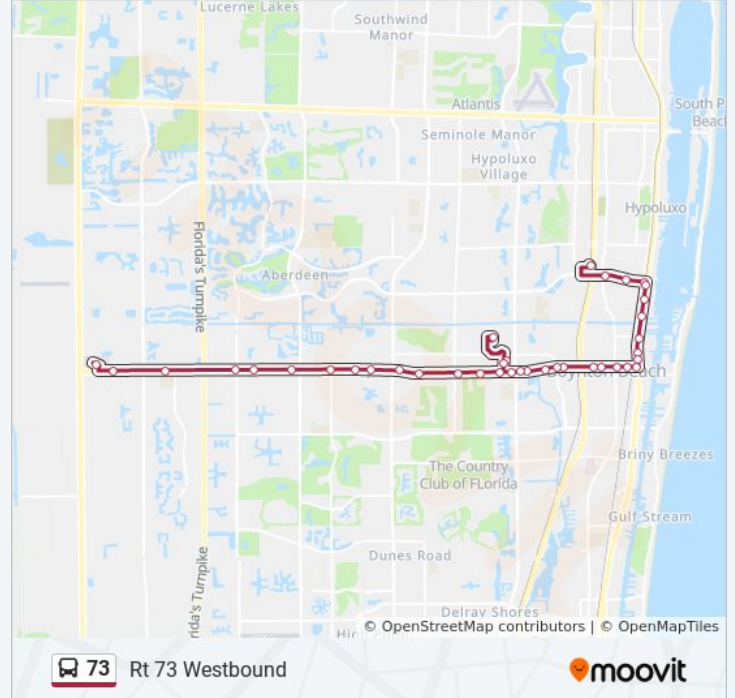 Lucerne Lakes
Southwind
Manor
Atlantis
South P
Beach
Seminole Manor
Hypoluxo
Village
Hypoluxo
Florida's Turnpike
Aberdeen
Boynton Beach
The Country
Club of FLorida
Briny Breezes
Gulf Stream
Dunes Road
rida's Turnpike
Delray Shores
© OpenStreetMap contributors | © OpenMapTiles
73 Rt 73 Westbound
moovit